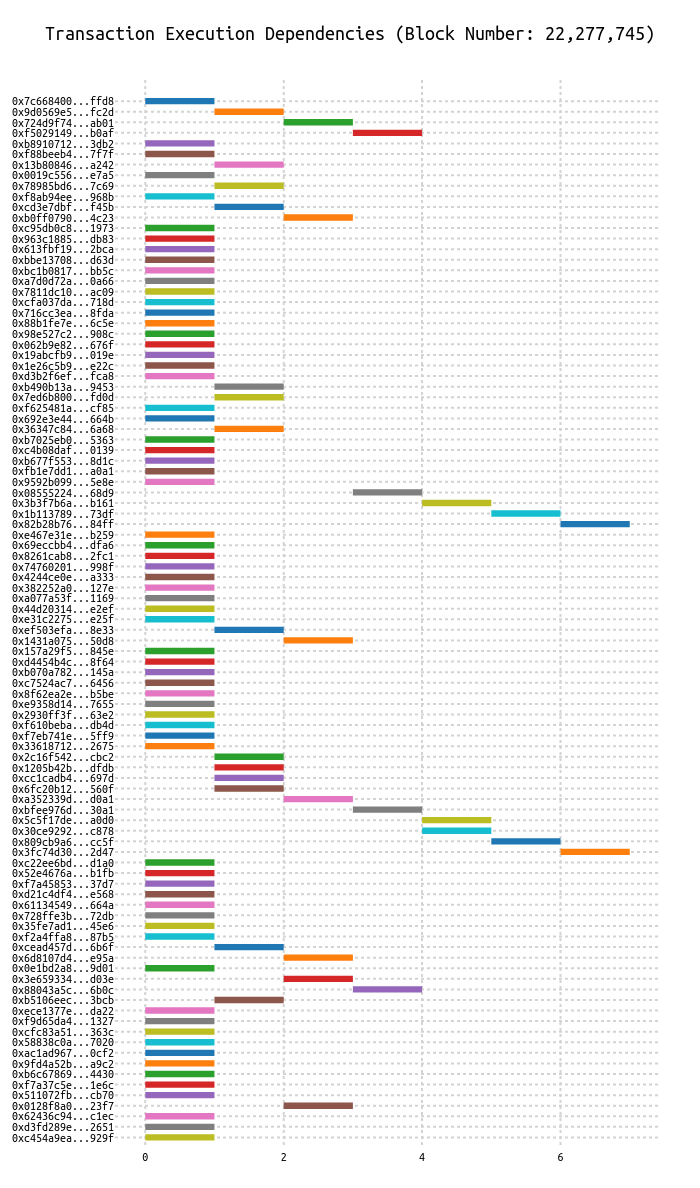 Transaction Execution Dependencies (Block Number: 22,277,745)
0x7c668400...ffd8
0x9d0569e5...fc2d
0x724d9f74...ab01
0xf5029149...b0af
0xb8910712...3db2
0xf88beeb4...7f7f
0x13b80846...a242
0x0019c556...e7a5
0x78985bd6...7c69
0xf8ab94ee...968b
0xcd3e7dbf...f45b
0xb0ff0790...4c23
0xc95db0c8...1973
0x963c1885...db83
0x613fbf19...2bca
0xbbe13708...d63d
0xbc1b0817...bb5c
0xa7d0d72a...0a66
0x7811dc10...ac09
0xcfa037da...718d
0x716cc3ea...8fda
0x88b1fe7e...6c5e
0x98e527c2...908c
0x062b9e82...676f
0x19abcfb9...019e
0x1e26c5b9...e22c
0xd3b2f6ef...fca8
0xb490b13a...9453
0x7ed6b800...fd0d
0xf625481a...cf85
0x692e3e44...664b
0x36347c84...6a68
0xb7025eb0...5363
0xc4b08daf...0139
0xb677f553...8d1c
0xfb1e7dd1...a0a1
0x9592b099...5e8e
0x08555224...68d9
0x3b3f7b6a...b161
0x1b113789...73df
0x82b28b76...84ff
0xe467e31e...b259
0x69eccbb4...dfa6
0x8261cab8...2fc1
0x74760201...998f
0x4244ce0e...a333
0x382252a0...127e
0xa077a53f...1169
0x44d20314...e2ef
0xe31c2275...e25f
0xef503efa...8e33
0x1431a075...50d8
0x157a29f5...845e
0xd4454b4c...8f64
0xb070a782...145a
0xc7524ac7...6456
0x8f62ea2e...b5be
0xe9358d14...7655
0x2930ff3f...63e2
0xf610beba...db4d
0xf7eb741e...5ff9
0x33618712...2675
0x2c16f542...cbc2
0x1205b42b...dfdb
0xcc1cadb4...697d
0x6fc20b12...560f
0xa352339d...d0a1
0xbfee976d...30a1
0x5c5f17de...a0d0
0x30ce9292...c878
0x809cb9a6...cc5f
0x3fc74d30...2d47
0xc22ee6bd...d1a0
0x52e4676a...b1fb
0xf7a45853...37d7
0xd21c4df4...e568
0x61134549...664a
0x728ffe3b...72db
0x35fe7ad1...45e6
0xf2a4ffa8...87b5
0xcead457d...6b6f
0x6d8107d4...e95a
0x0e1bd2a8...9d01
0x3e659334...d03e
0x88043a5c...6b0c
0xb5106eec...3bcb
0xece1377e...da22
0xf9d65da4...1327
0xcfc83a51...363c
0x58838c0a...7020
0xac1ad967...0cf2
0x9fd4a52b...a9c2
0xb6c67869...4430
0xf7a37c5e...1e6c
0x511072fb...cb70
0x0128f8a0...23f7
0x62436c94...c1ec
0xd3fd289e...2651
0xc454a9ea...929f
0 2 4 6